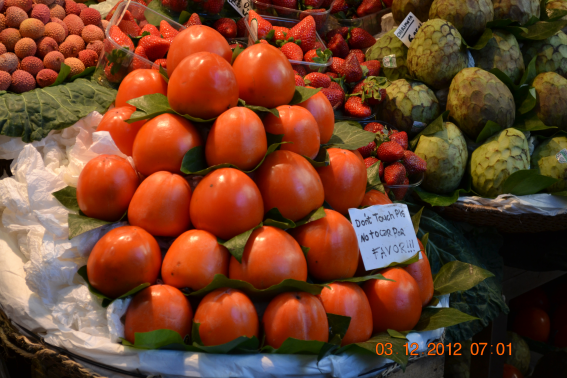 Don't Touch Pls
No tocar Por
FAVOR!!!
03 12 2012 07:01